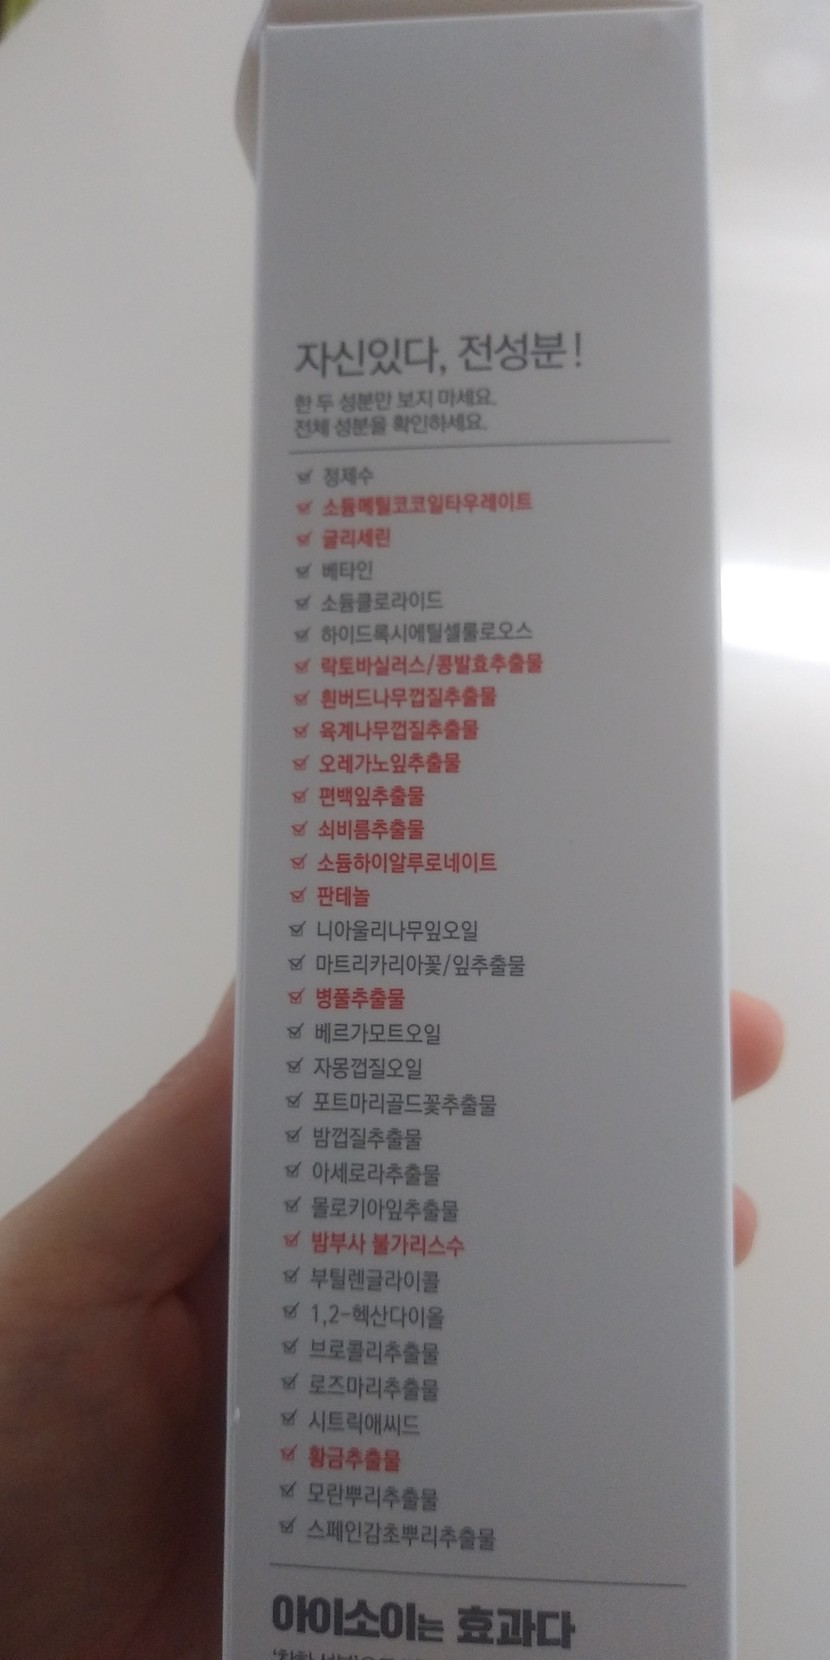 자신있다, 전성분!
한 두 성분만 보지 마세요.
전체 성분을 확인하세요.
정제수
소듐메틸코코일타우레이트
글리세린
베타인
소듐클로라이드
하이드록시에틸셀룰로오스
락토바실러스/콩발효추출물
흰버드나무껍질추출물
육계나무껍질추출물
오레가노잎추출물
편백잎추출물
쇠비름추출물
소듐하이알루로네이트
판테놀
니아울리나무잎오일
마트리카리아꽃/잎추출물
병풀추출물
베르가모트오일
자몽껍질오일
포트마리골드꽃추출물
밤껍질추출물
아세로라추출물
몰로키아잎추출물
밤부사 불가리스수
부틸렌글라이콜
1,2-헥산다이올
브로콜리추출물
로즈마리추출물
시트릭애씨드
황금추출물
모란뿌리추출물
스페인감초뿌리추출물
아이소이는 효과다